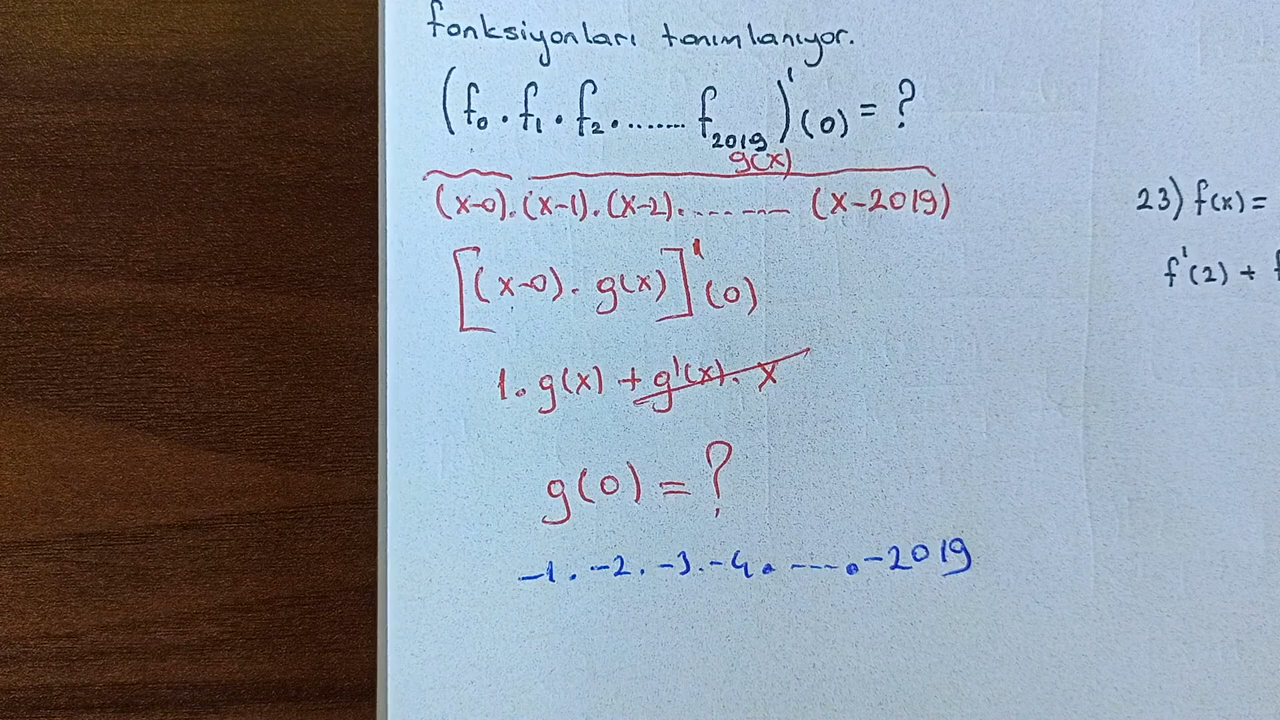 fonksiyonları tanımlanıyor.
(f₀ . f₁ . f₂ ........ f₂₀₁₉)'(0) = ?
g(x)
(x-0).(x-1).(x-2). ------- (x-2019)
[(x-0). g(x)]'(0)
1. g(x) + g'(x). x
g(0) = ?
-1 . -2. -3. -4. ---- . -2019
23) f(x) =
f'(2) +